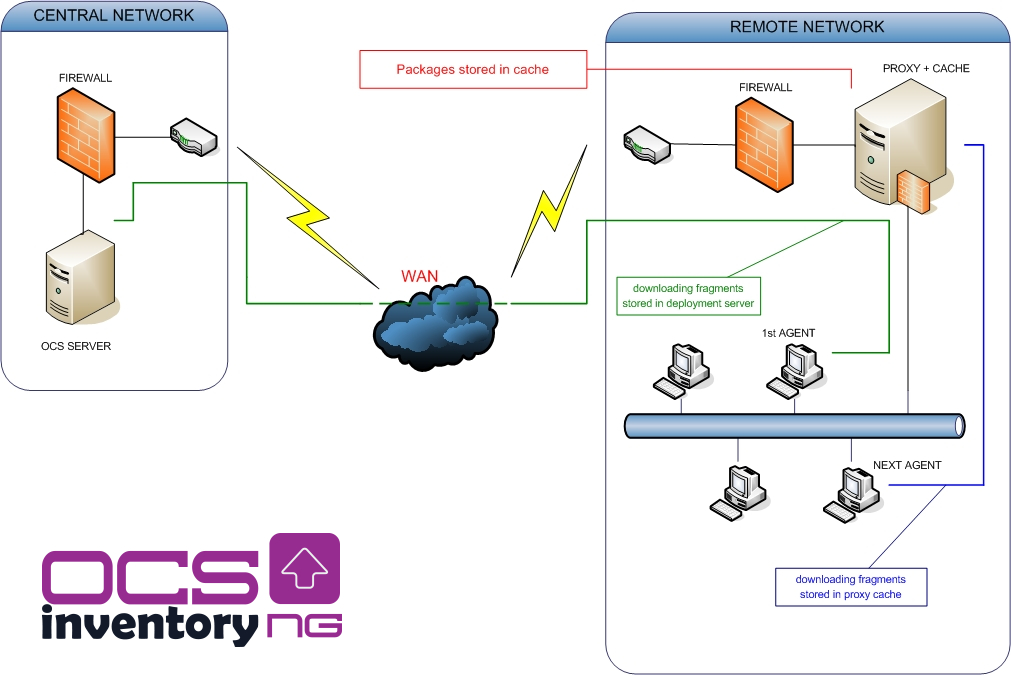 CENTRAL NETWORK
REMOTE NETWORK
Packages stored in cache
FIREWALL
FIREWALL
PROXY + CACHE
WAN
downloading fragments
stored in deployment server
OCS SERVER
1st AGENT
NEXT AGENT
downloading fragments
stored in proxy cache
OCS
inventory NG